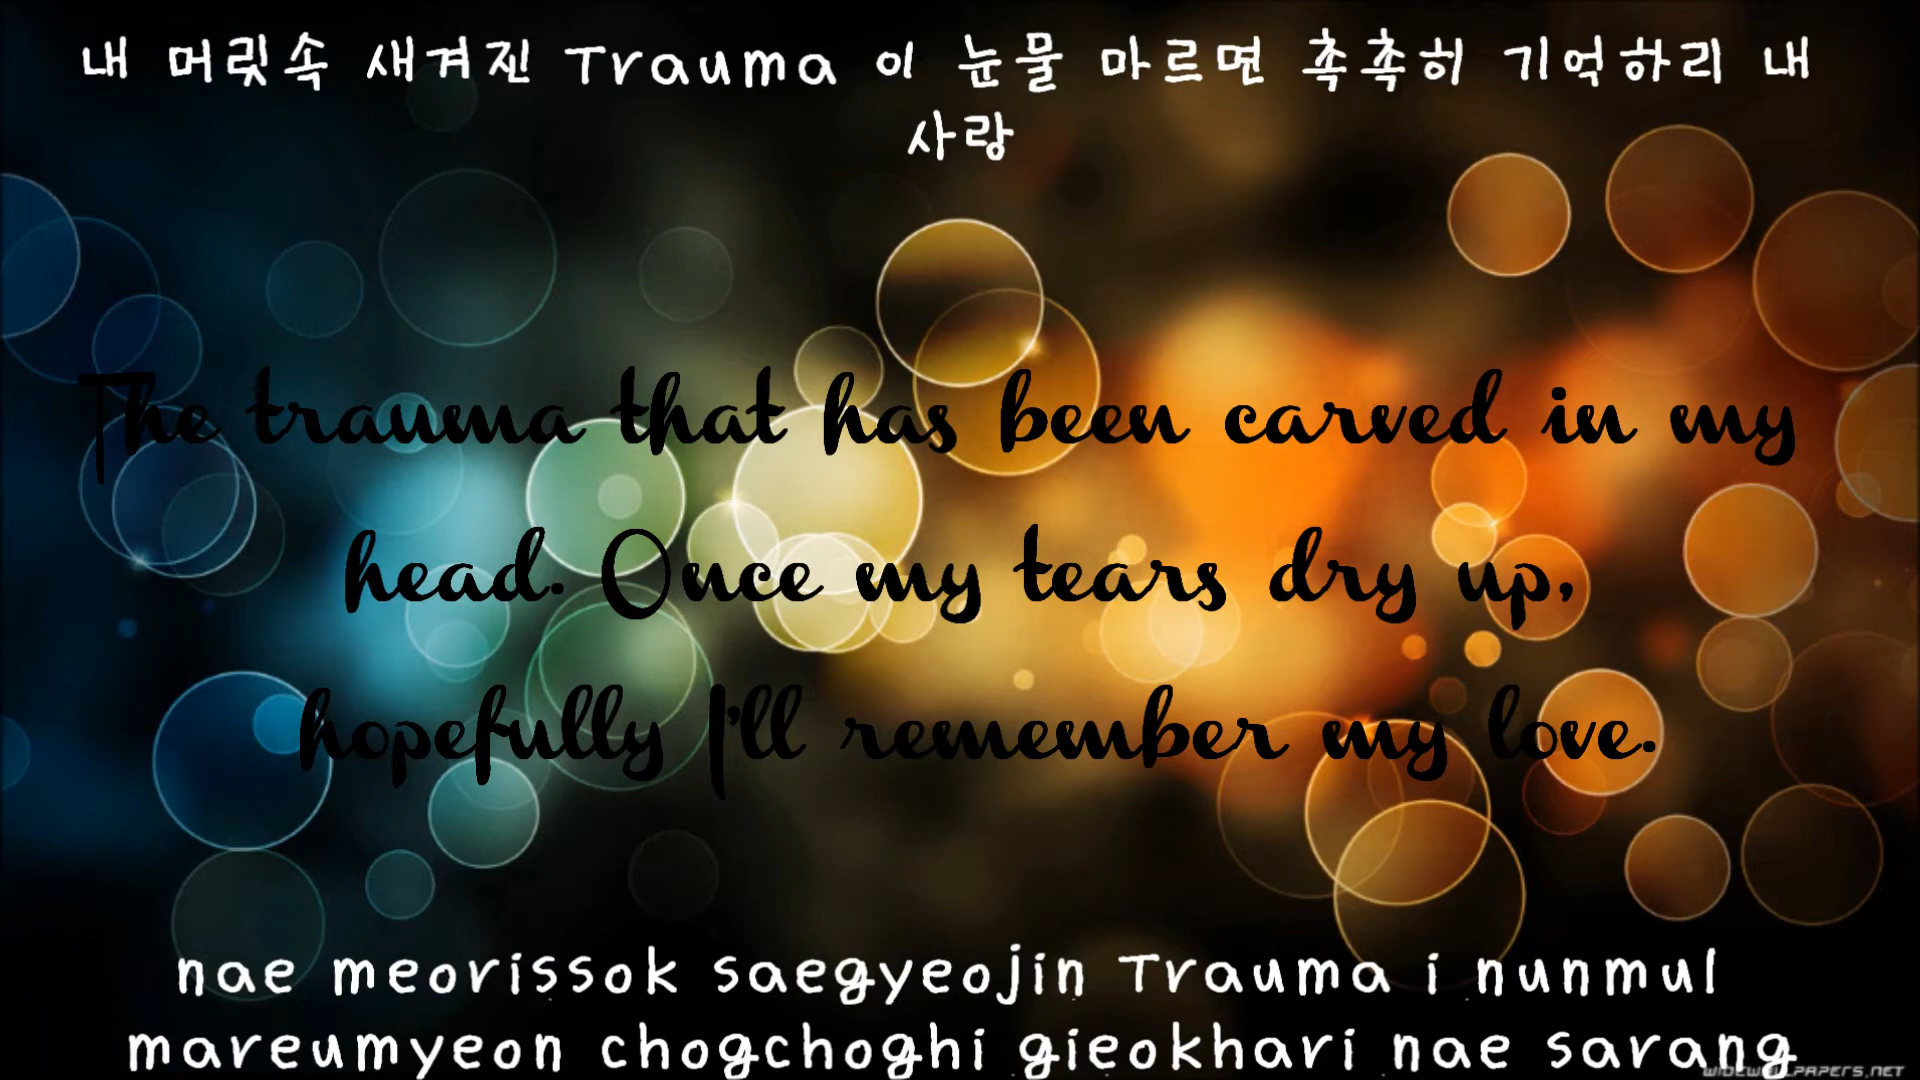 내 머릿속 새겨진 Trauma 이 눈물 마르면 촉촉히 기억하리 내
사랑
The trauma that has been carved in my
head. Once my tears dry up,
hopefully I'll remember my love.
nae meorissok saegyeojin Trauma i nunmul
mareumyeon chogchoghi gieokhari nae sarang
WIDEWALLPAPERS.NET